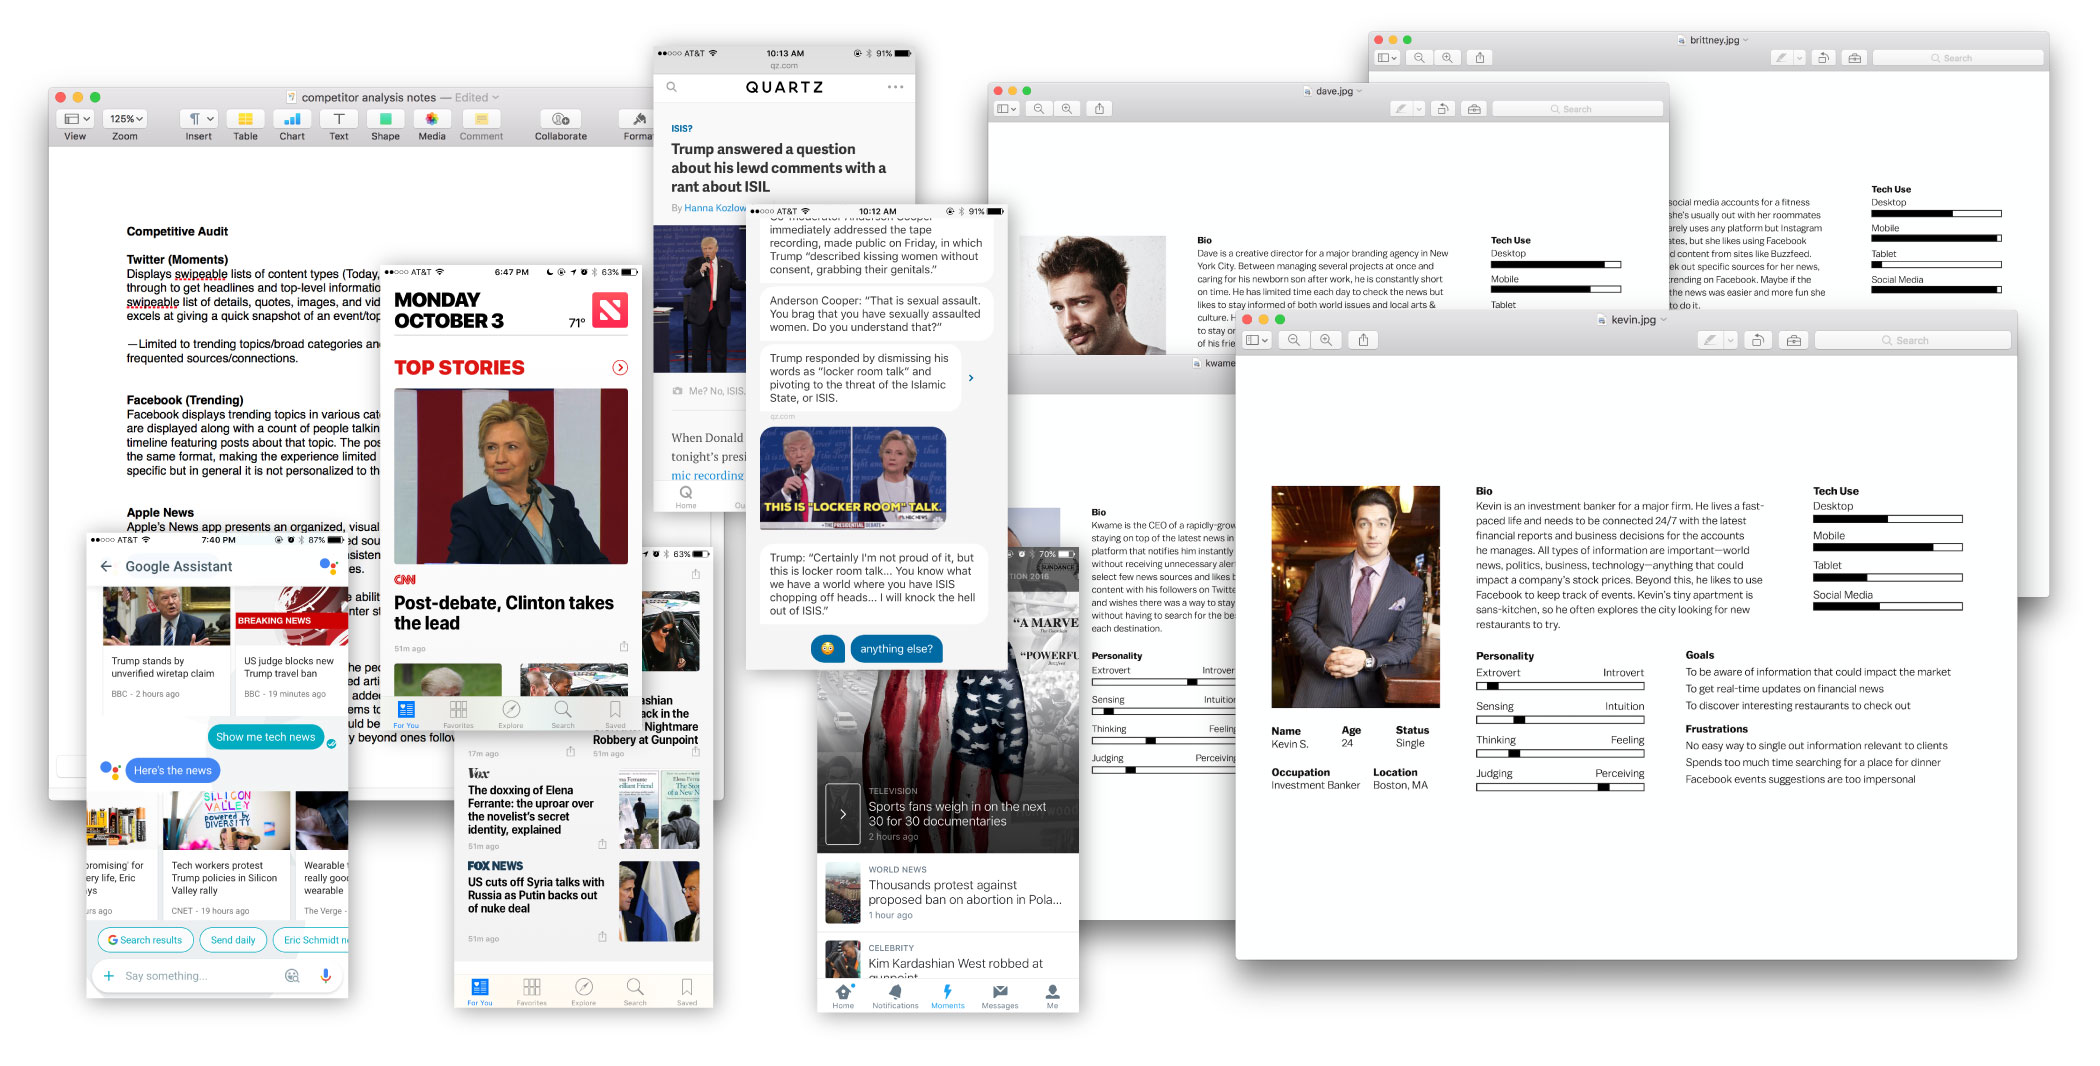 competitor analysis notes — Edited
View
125%
Zoom
Insert
Table
Chart
Text
Shape
Media
Comment
Collaborate
Competitive Audit
Twitter (Moments)
Displays swipeable lists of content types (Today,
through to get headlines and top-level informatio
swipeable list of details, quotes, images, and vid
excels at giving a quick snapshot of an event/top
—Limited to trending topics/broad categories an
frequented sources/connections.
Facebook (Trending)
Facebook displays trending topics in various cat
are displayed along with a count of people talkin
timeline featuring posts about that topic. The pos
the same format, making the experience limited
specific but in general it is not personalized to th
Apple News
Apple's News app presents an organized, visual
y beyond ones follow
AT&T
7:40 PM
87%
Google Assistant
BREAKING NEWS
Trump stands by
unverified wiretap claim
BBC - 2 hours ago
US judge blocks new
Trump travel ban
BBC - 19 minutes ago
Show me tech news
Here's the news
SILICON
VALLEY
powered by
DIVERSITY
promising' for
ery life, Eric
Tech workers protest
Trump policies in Silicon
Valley rally
CNET - 19 hours ago
Wearable
really goo
wearable
The Verge -
Search results
Send daily
Eric Schmidt
Say something...
AT&T
6:47 PM
63%
MONDAY
OCTOBER 3
71°
TOP STORIES
CNN
Post-debate, Clinton takes
the lead
51m ago
For You
Favorites
Explore
Search
Saved
63%
ashian
ack in the
Nightmare
Robbery at Gunpoint
17m ago
51m ago
Vox
The doxxing of Elena
Ferrante: the uproar over
the novelist's secret
identity, explained
51m ago
FOX NEWS
US cuts off Syria talks with
Russia as Putin backs out
of nuke deal
51m ago
For You
Favorites
Explore
Search
Saved
AT&T
10:13 AM
91%
qz.com
QUARTZ
ISIS?
Trump answered a question
about his lewd comments with a
rant about ISIL
By Hanna Kozlow
Me? No, ISIS.
When Donald
tonight's presi
mic recording
Home
Ou
AT&T
10:12 AM
91%
immediately addressed the tape
recording, made public on Friday, in which
Trump “described kissing women without
consent, grabbing their genitals.”
Anderson Cooper: “That is sexual assault.
You brag that you have sexually assaulted
women. Do you understand that?”
Trump responded by dismissing his
words as “locker room talk” and
pivoting to the threat of the Islamic
State, or ISIS.
qz.com
THIS IS "LOCKER ROOM" TALK.
NBC NEWS
THE PRESIDENTIAL DEBATE
Trump: “Certainly I'm not proud of it, but
this is locker room talk... You know what
we have a world where you have ISIS
chopping off heads... I will knock the hell
out of ISIS.”
anything else?
70%
SUNDANCE
“A MARVE
“POWERFU
TELEVISION
Sports fans weigh in on the next
30 for 30 documentaries
2 hours ago
WORLD NEWS
Thousands protest against
proposed ban on abortion in Pola...
1 hour ago
CELEBRITY
Kim Kardashian West robbed at
gunpoint
Home
Notifications
Moments
Messages
Me
dave.jpg
Search
Bio
Dave is a creative director for a major branding agency in New
York City. Between managing several projects at once and
caring for his newborn son after work, he is constantly short
on time. He has limited time each day to check the news but
likes to stay informed of both world issues and local arts &
culture. H
to stay or
of his frie
Tech Use
Desktop
Mobile
Tablet
brittney.jpg
Search
social media accounts for a fitness
she's usually out with her roommates
arely uses any platform but Instagram
ates, but she likes using Facebook
d content from sites like Buzzfeed.
ek out specific sources for her news,
trending on Facebook. Maybe if the
the news was easier and more fun she
to do it.
Tech Use
Desktop
Mobile
Tablet
Social Media
kwame
Bio
Kwame is the CEO of a rapidly-grow
staying on top of the latest news in
platform that notifies him instantly
without receiving unnecessary aler
select few news sources and likes
content with his followers on Twitte
and wishes there was a way to stay
without having to search for the be
each destination.
Personality
Extrovert
Introver
Sensing
Intuition
Thinking
Feeling
Judging
Perceiving
kevin.jpg
Search
Bio
Kevin is an investment banker for a major firm. He lives a fast-
paced life and needs to be connected 24/7 with the latest
financial reports and business decisions for the accounts
he manages. All types of information are important—world
news, politics, business, technology—anything that could
impact a company's stock prices. Beyond this, he likes to use
Facebook to keep track of events. Kevin's tiny apartment is
sans-kitchen, so he often explores the city looking for new
restaurants to try.
Tech Use
Desktop
Mobile
Tablet
Social Media
Name
Kevin S.
Age
24
Status
Single
Occupation
Investment Banker
Location
Boston, MA
Personality
Extrovert
Introvert
Sensing
Intuition
Thinking
Feeling
Judging
Perceiving
Goals
To be aware of information that could impact the market
To get real-time updates on financial news
To discover interesting restaurants to check out
Frustrations
No easy way to single out information relevant to clients
Spends too much time searching for a place for dinner
Facebook events suggestions are too impersonal